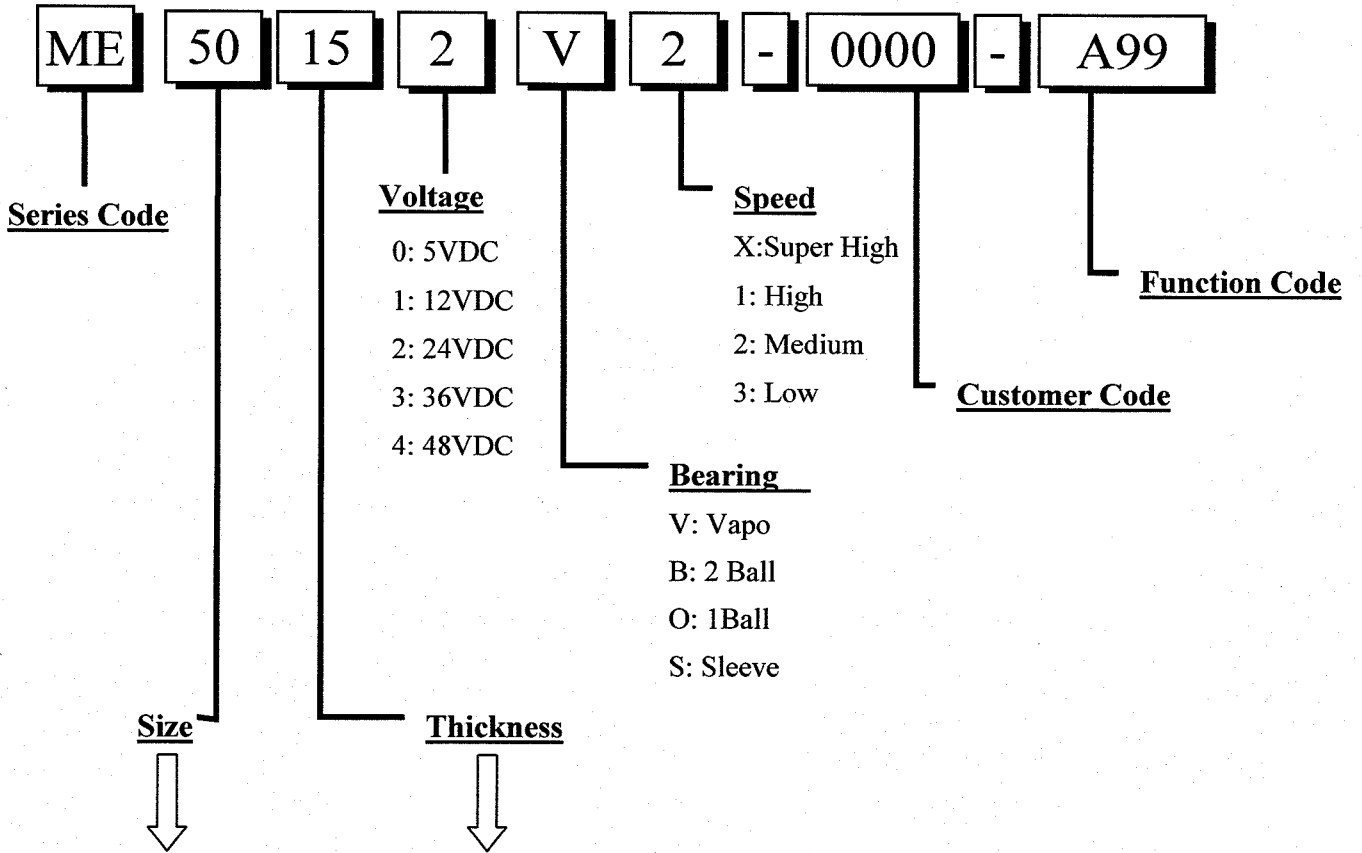 ME 50 15 2 V 2 - 0000 - A99
Series Code
Voltage
0: 5VDC
1: 12VDC
2: 24VDC
3: 36VDC
4: 48VDC
Speed
X:Super High
1: High
2: Medium
3: Low
Function Code
Customer Code
Bearing
V: Vapo
B: 2 Ball
O: 1Ball
S: Sleeve
Size
Thickness